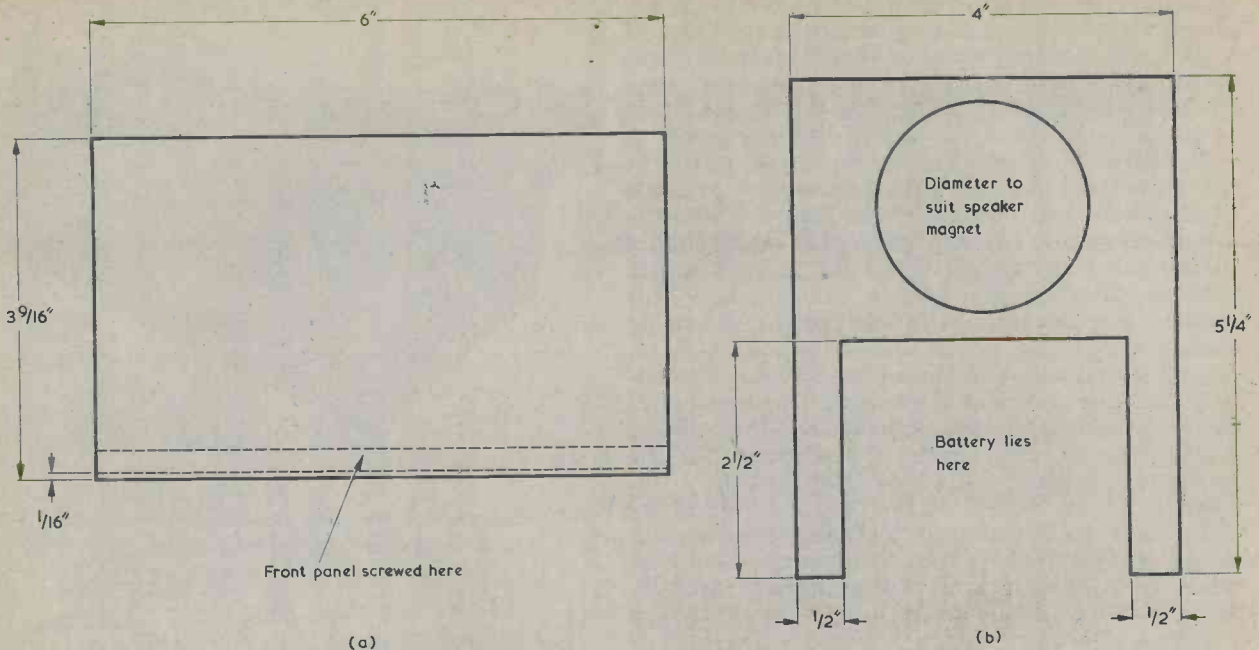 6"
3 9/16"
1/16"
Front panel screwed here
(a)
4"
Diameter to
suit speaker
magnet
5 1/4"
2 1/2"
Battery lies
here
1/2"
1/2"
(b)